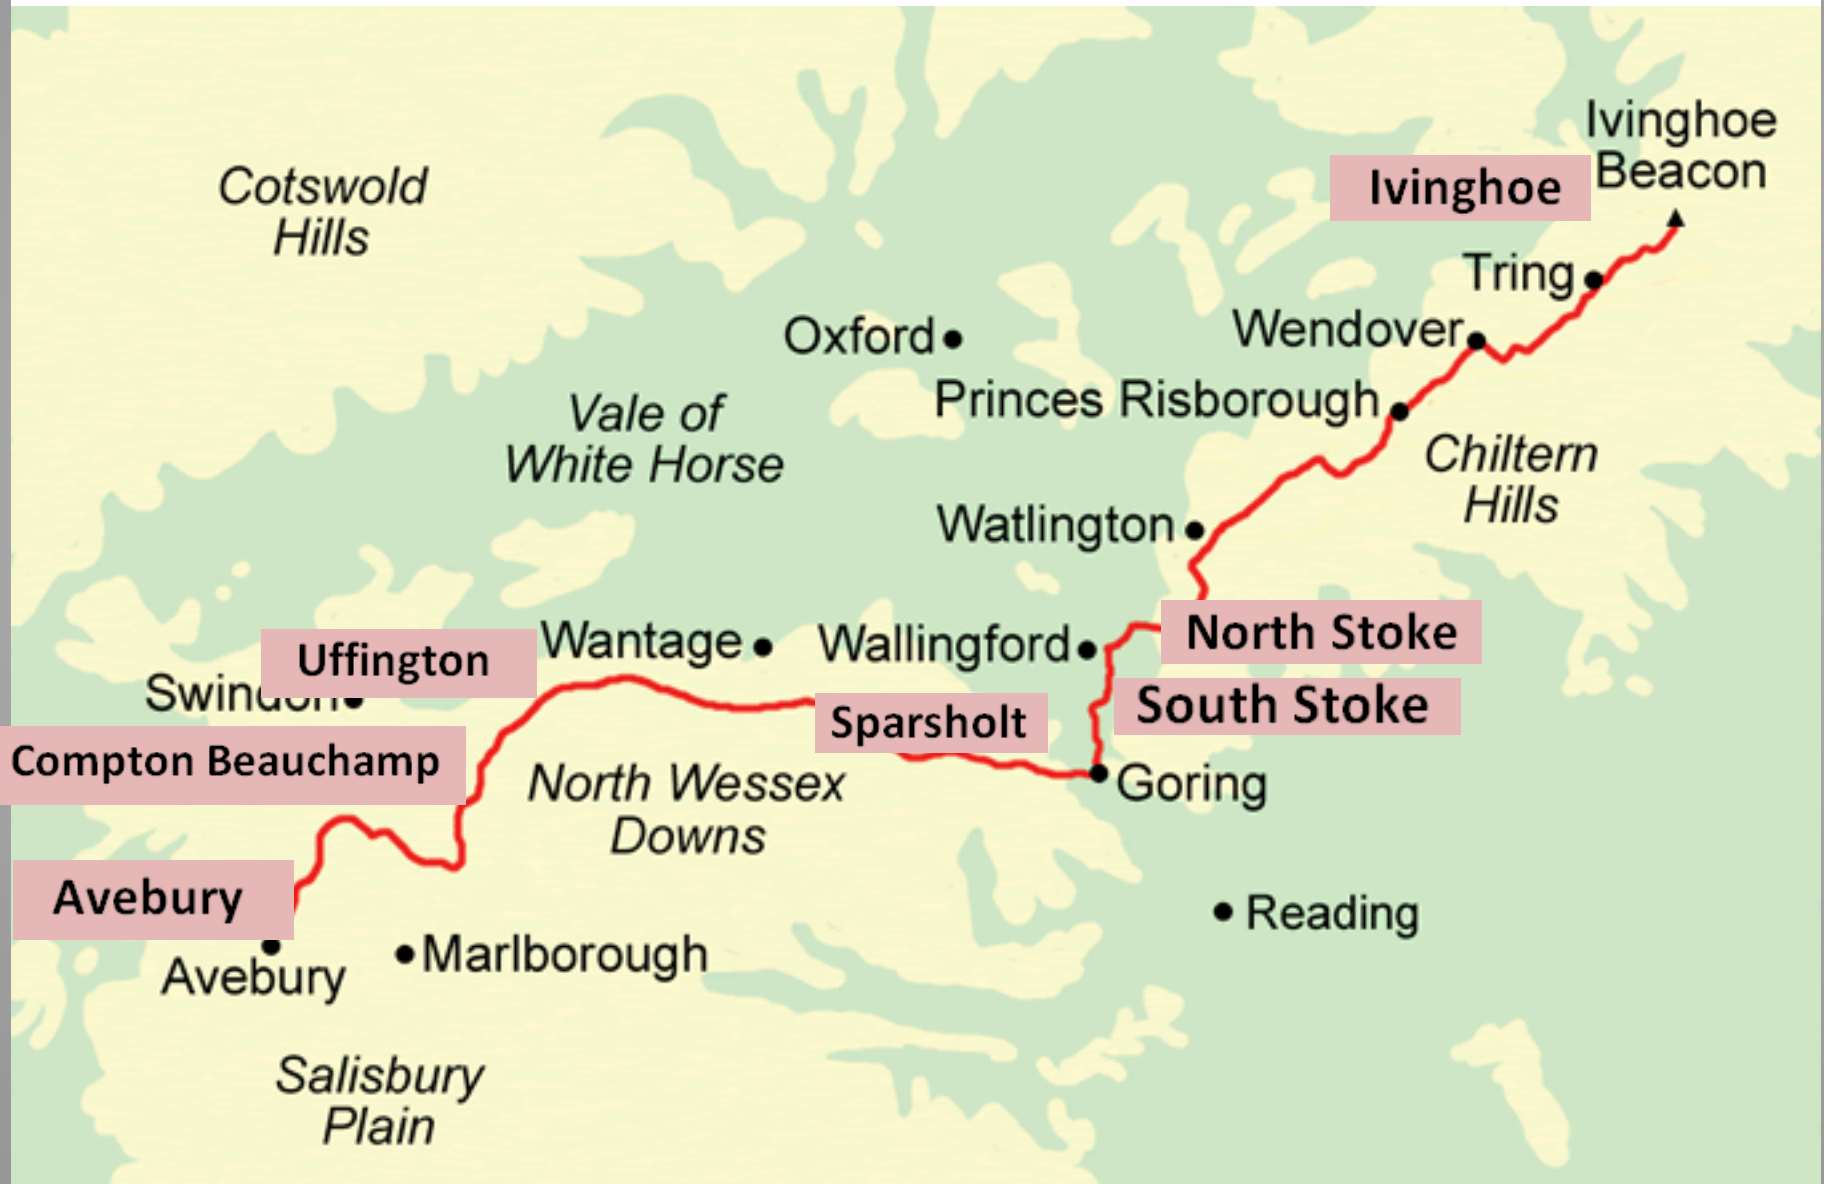 Ivinghoe
Beacon
Ivinghoe
Cotswold
Hills
Tring
Oxford
Wendover
Princes Risborough
Vale of
White Horse
Chiltern
Hills
Watlington
North Stoke
Wantage
Wallingford
Uffington
Swindon
South Stoke
Sparsholt
Compton Beauchamp
North Wessex
Downs
Goring
Avebury
Reading
Marlborough
Avebury
Salisbury
Plain